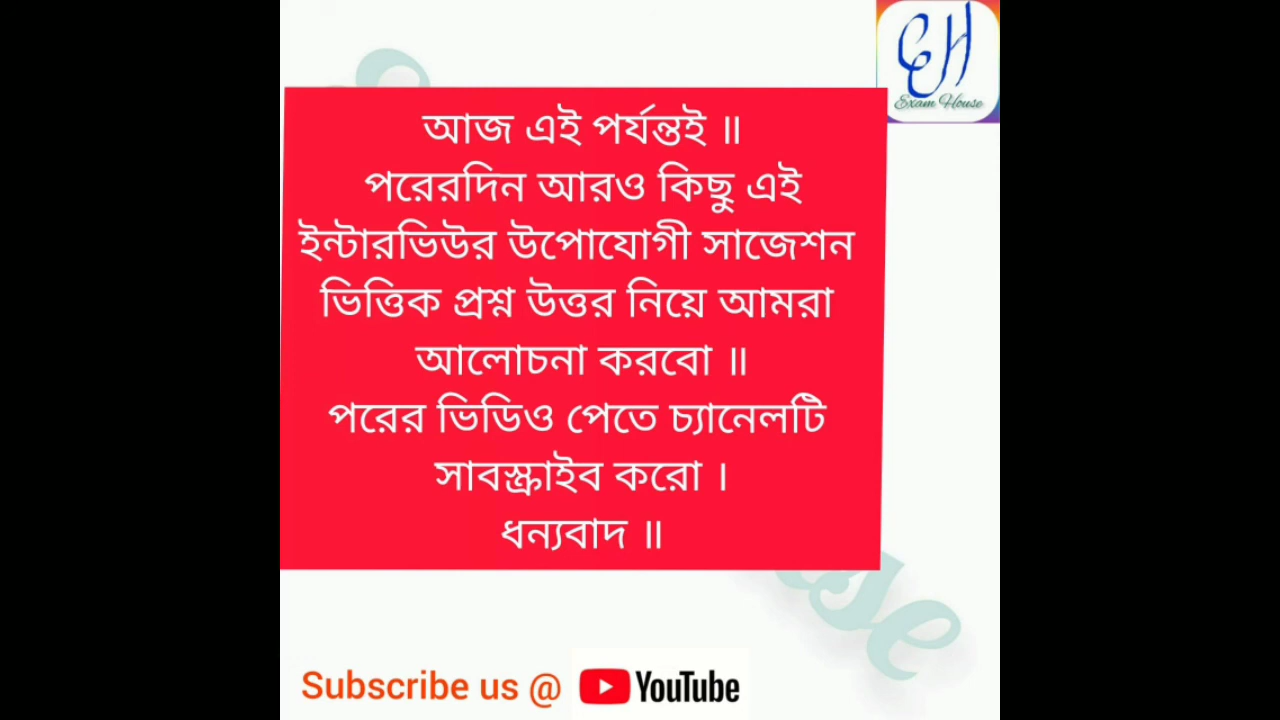 EH
Exam House
আজ এই পর্যন্তই ॥
পরেরদিন আরও কিছু এই
ইন্টারভিউর উপোযোগী সাজেশন
ভিত্তিক প্রশ্ন উত্তর নিয়ে আমরা
আলোচনা করবো ॥
পরের ভিডিও পেতে চ্যানেলটি
সাবস্ক্রাইব করো ।
ধন্যবাদ ॥
Subscribe us @ YouTube